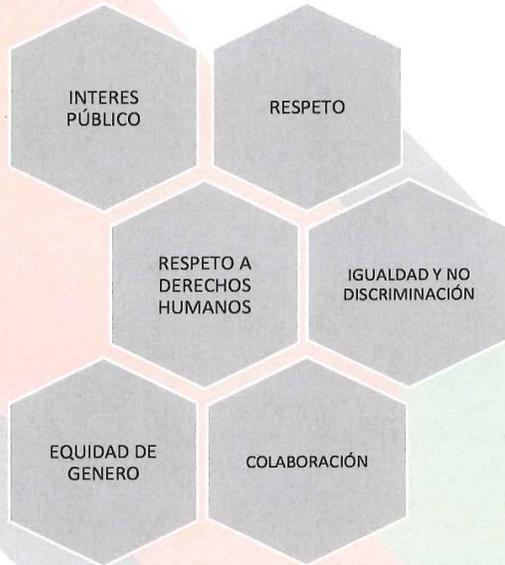 INTERES
PÚBLICO
RESPETO
RESPETO A
DERECHOS
HUMANOS
IGUALDAD Y NO
DISCRIMINACIÓN
EQUIDAD DE
GENERO
COLABORACIÓN